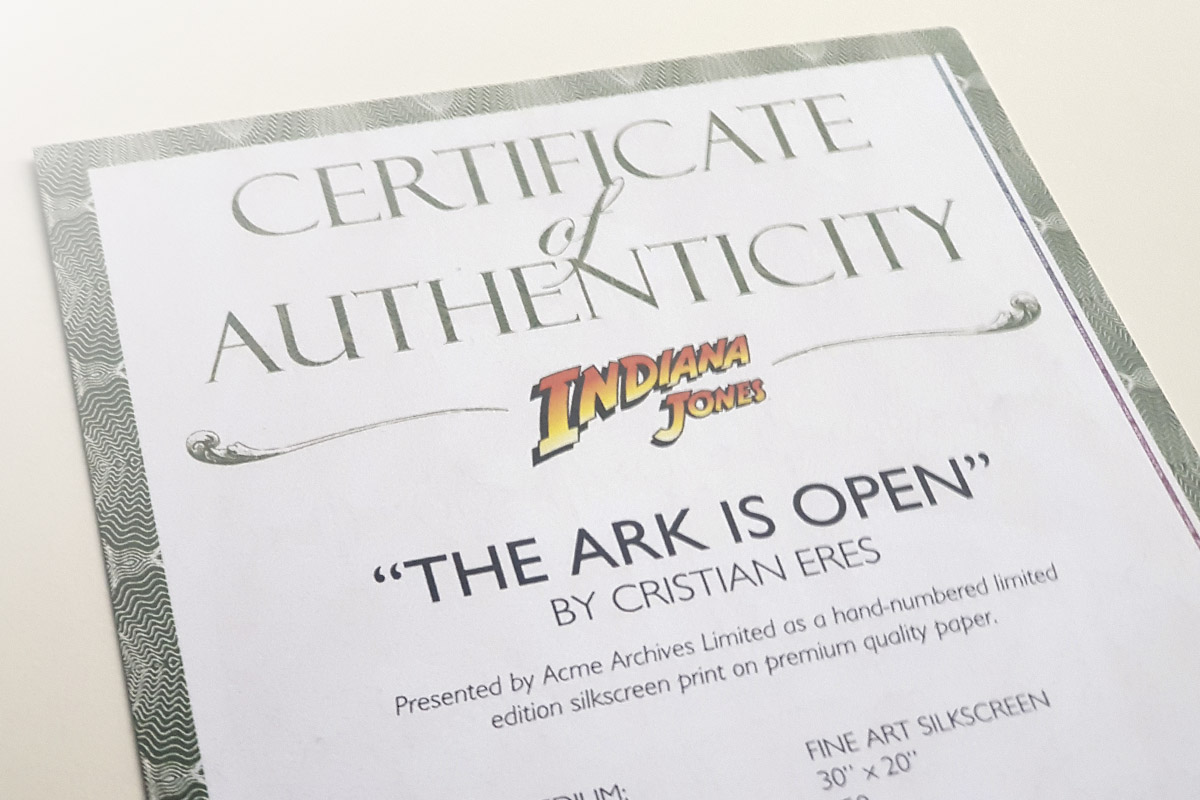 CERTIFICATE
of
AUTHENTICITY
INDIANA
JONES
“THE ARK IS OPEN”
BY CRISTIAN ERES
Presented by Acme Archives Limited as a hand-numbered limited
edition silkscreen print on premium quality paper.
FINE ART SILKSCREEN
30" x 20"